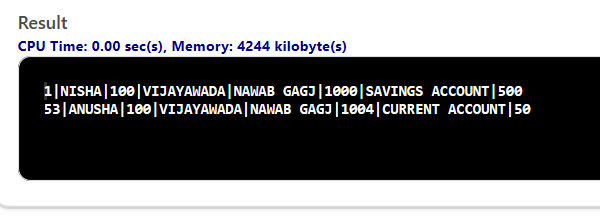 Result
CPU Time: 0.00 sec(s), Memory: 4244 kilobyte(s)
1|NISHA|100|VIJAYAWADA|NAWAB GAGJ|1000|SAVINGS ACCOUNT|500
53|ANUSHA|100|VIJAYAWADA|NAWAB GAGJ|1004|CURRENT ACCOUNT|50